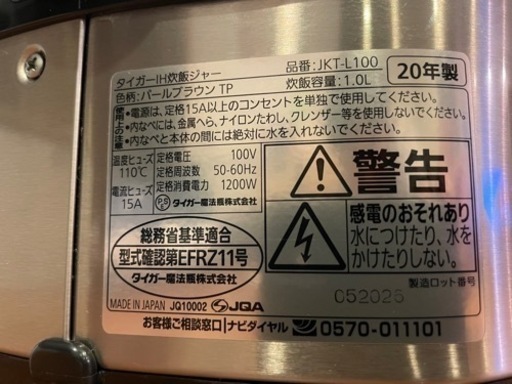 タイガーIH炊飯ジャー 品番:JKT-L100 20年製
色柄:パールブラウン TP 炊飯容量:1.0L
使用上の注意
•電源は、定格15A以上のコンセントを単独で使用してください。
•内なべには、金属へら、ナイロンたわし、クレンザー等を使用しないでください。
•内なべと本体の間には絶対に水を入れないでください。
温度ヒューズ 110℃
電流ヒューズ 15A
定格電圧 100V
定格周波数 50-60Hz
定格消費電力 1200W
PSE タイガー魔法瓶株式会社
警告
感電のおそれあり
水につけたり、水を
かけたりしない。
総務省基準適合
型式確認第EFRZ11号
タイガー魔法瓶株式会社
製造ロット番号
052026
MADE IN JAPAN JQ10002 JQA
お客様ご相談窓口 ナビダイヤル 0570-011101